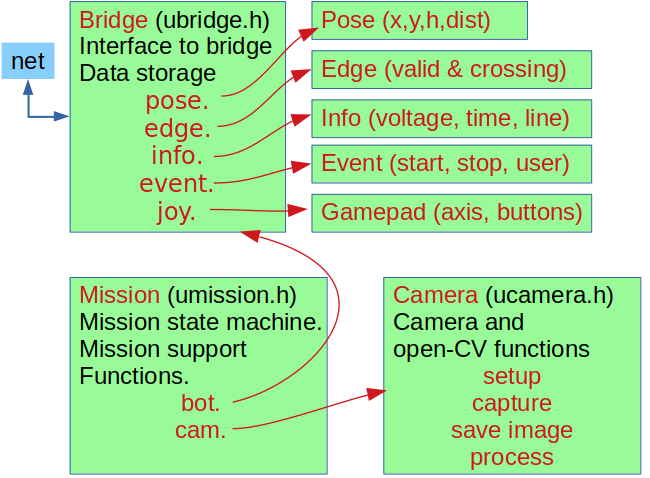 net
Bridge (ubridge.h)
Interface to bridge
Data storage
pose.
edge.
info.
event.
joy.
Pose (x,y,h,dist)
Edge (valid & crossing)
Info (voltage, time, line)
Event (start, stop, user)
Gamepad (axis, buttons)
Mission (umission.h)
Mission state machine.
Mission support
Functions.
bot.
cam.
Camera (ucamera.h)
Camera and
open-CV functions
setup
capture
save image
process